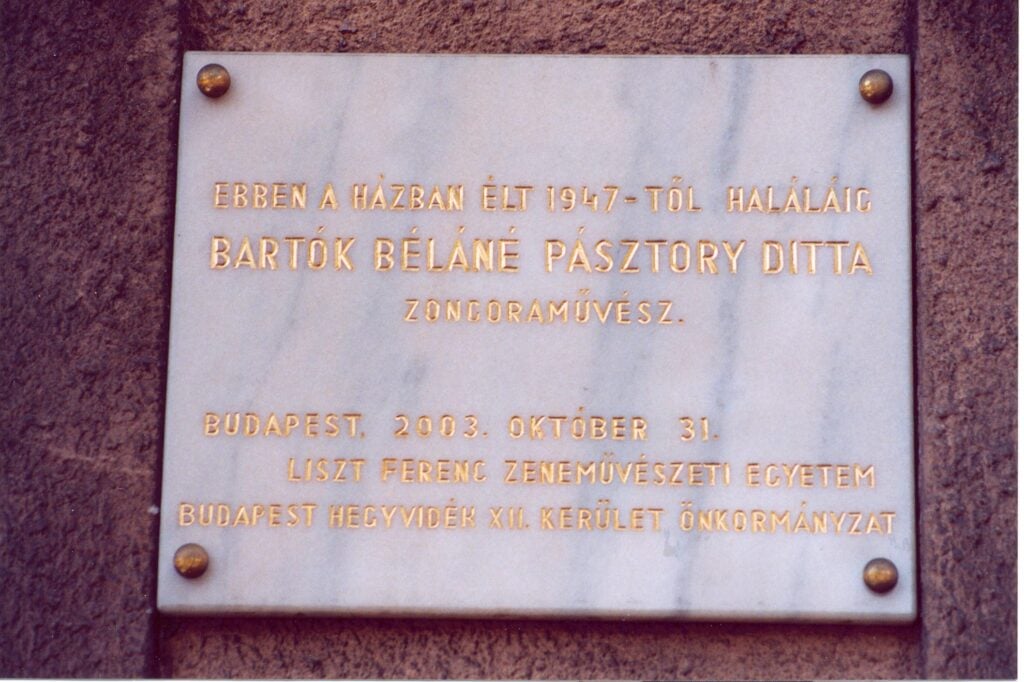 EBBEN A HÁZBAN ÉLT 1947-TŐL HALÁLÁIG
BARTÓK BÉLÁNÉ PÁSZTORY DITTA
ZONGORAMŰVÉSZ.
BUDAPEST, 2003. OKTÓBER 31.
LISZT FERENC ZENEMŰVÉSZETI EGYETEM
BUDAPEST HEGYVIDÉK XII. KERÜLET ÖNKORMÁNYZAT